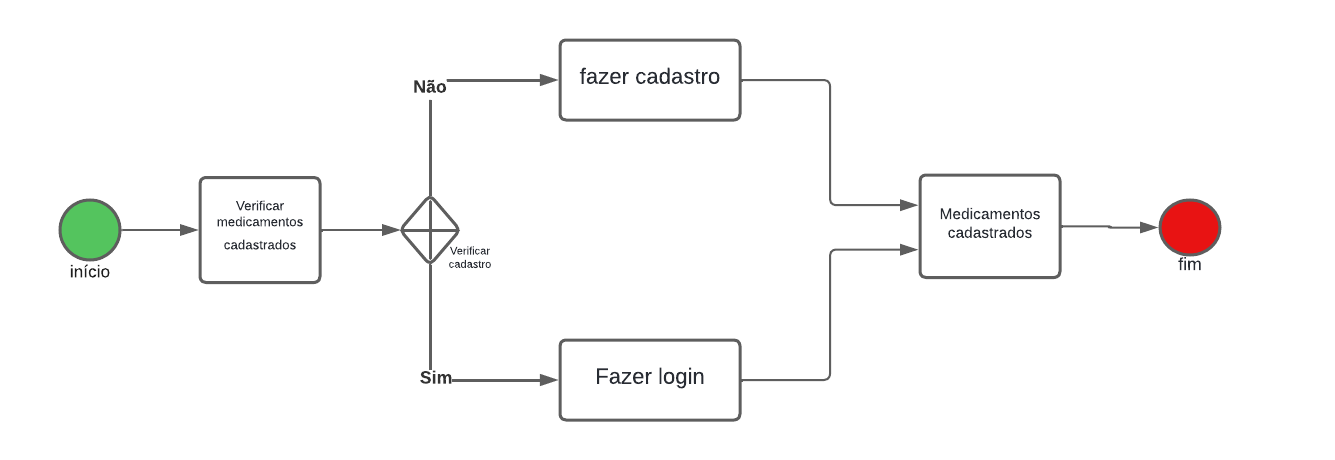 início
Verificar
medicamentos
cadastrados
Verificar
cadastro
Não
fazer cadastro
Sim
Fazer login
Medicamentos
cadastrados
fim